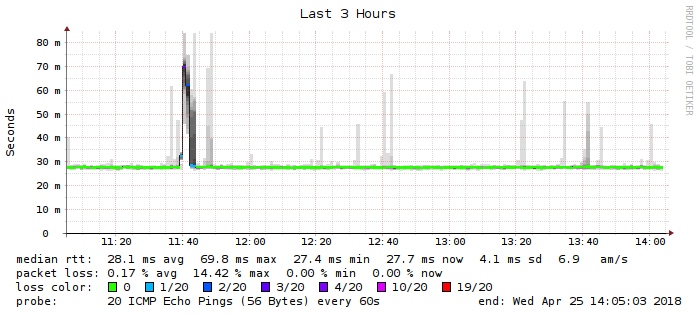 Last 3 Hours
RRDTOOL / TOBI OETIKER
Seconds
80 m
70 m
60 m
50 m
40 m
30 m
20 m
10 m
0
11:20 11:40 12:00 12:20 12:40 13:00 13:20 13:40 14:00
median rtt: 28.1 ms avg 69.8 ms max 27.4 ms min 27.7 ms now 4.1 ms sd 6.9 am/s
packet loss: 0.17 % avg 14.42 % max 0.00 % min 0.00 % now
loss color: 0 1/20 2/20 3/20 4/20 10/20 19/20
probe: 20 ICMP Echo Pings (56 Bytes) every 60s end: Wed Apr 25 14:05:03 2018